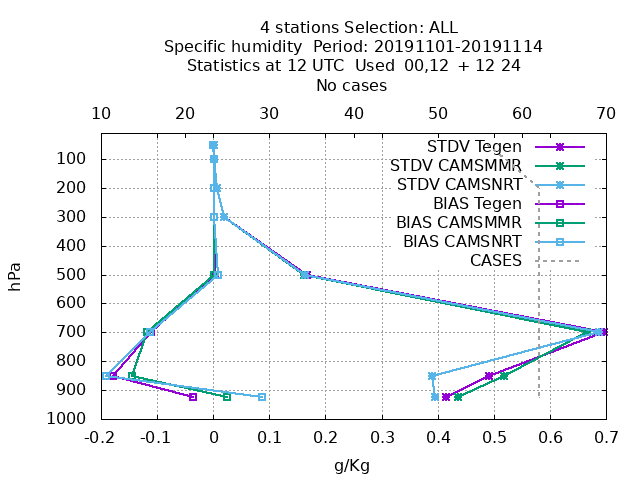 4 stations Selection: ALL
Specific humidity  Period: 20191101-20191114
Statistics at 12 UTC  Used  00,12  + 12 24
No cases
10 20 30 40 50 60 70
STDV Tegen
STDV CAMSMMR
STDV CAMSNRT
BIAS Tegen
BIAS CAMSMMR
BIAS CAMSNRT
CASES
hPa
100
200
300
400
500
600
700
800
900
1000
-0.2 -0.1 0 0.1 0.2 0.3 0.4 0.5 0.6 0.7
g/Kg